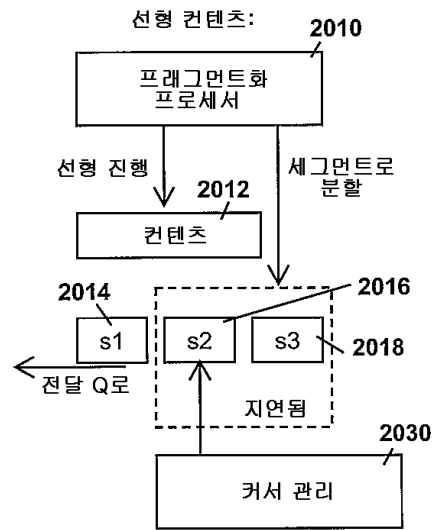 선형 컨텐츠:
2010
프래그먼트화
프로세서
선형 진행
세그먼트로
분할
2012
컨텐츠
2014
2016
s1
s2
s3
2018
전달 Q로
지연됨
2030
커서 관리